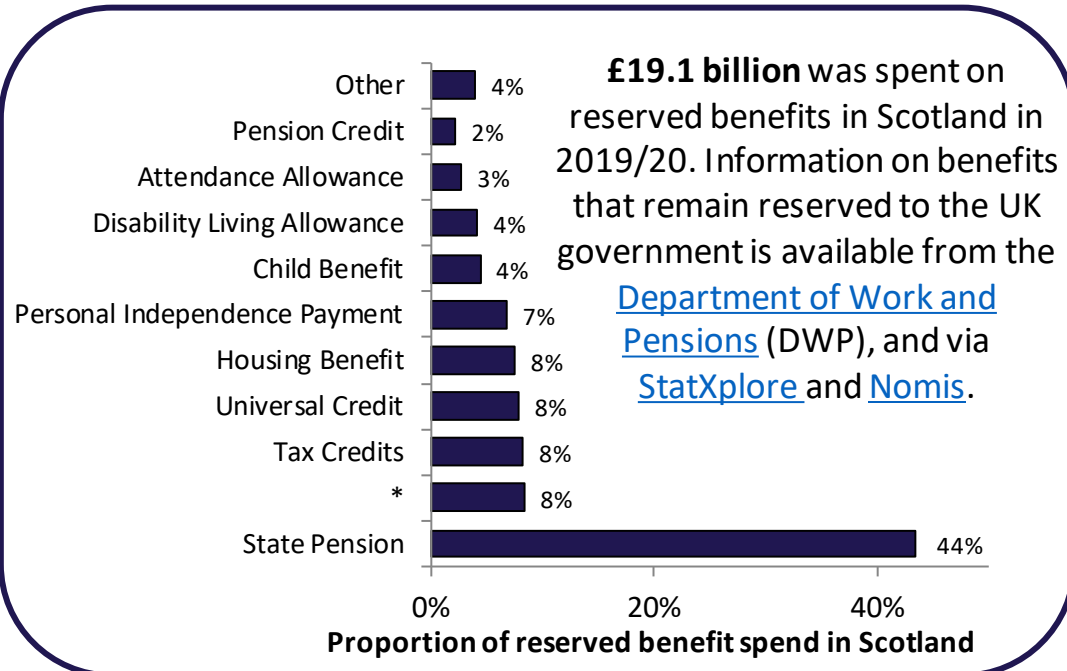 £19.1 billion was spent on
reserved benefits in Scotland in
2019/20. Information on benefits
that remain reserved to the UK
government is available from the
Department of Work and
Pensions (DWP), and via
StatXplore and Nomis.
Other 4%
Pension Credit 2%
Attendance Allowance 3%
Disability Living Allowance 4%
Child Benefit 4%
Personal Independence Payment 7%
Housing Benefit 8%
Universal Credit 8%
Tax Credits 8%
* 8%
State Pension 44%
0% 20% 40%
Proportion of reserved benefit spend in Scotland